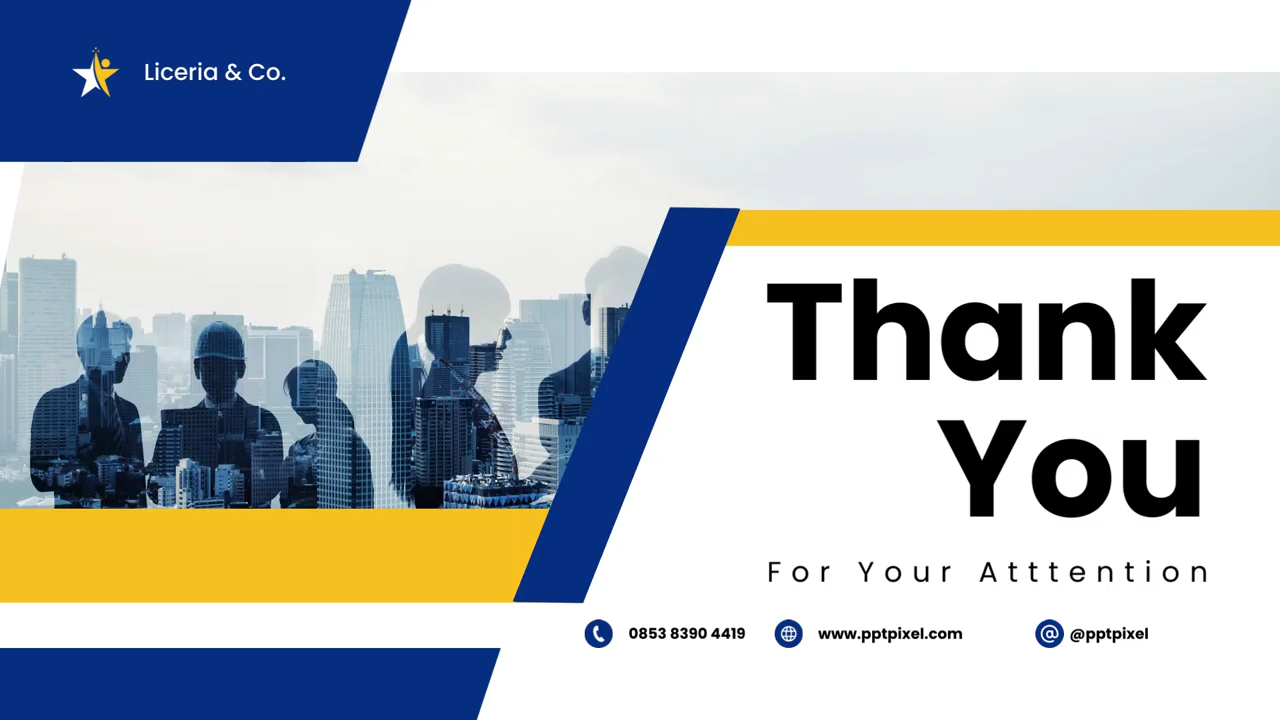 Liceria & Co.
Thank
You
For Your Atttention
0853 8390 4419 www.pptpixel.com @pptpixel